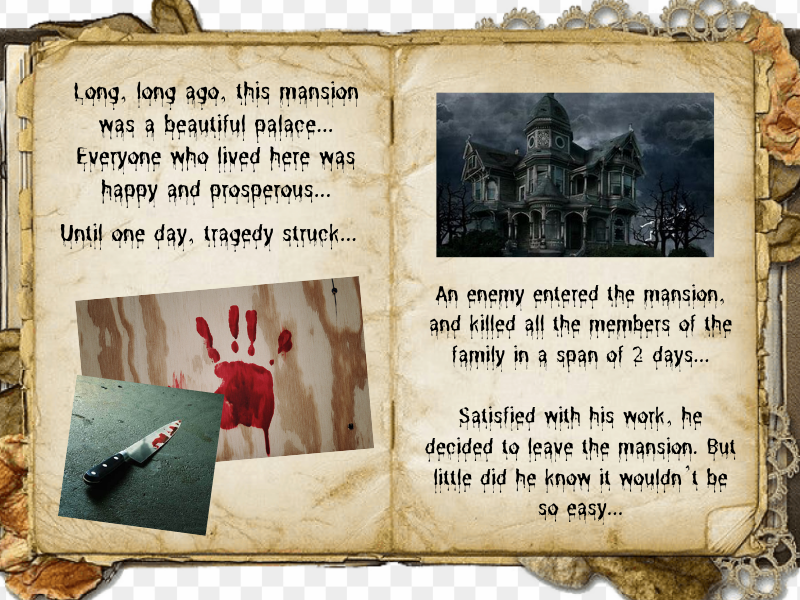 Long, long ago, this mansion
was a beautiful palace...
Everyone who lived here was
happy and prosperous...
Until one day, tragedy struck...
An enemy entered the mansion,
and killed all the members of the
family in a span of 2 days...
Satisfied with his work, he
decided to leave the mansion. But
little did he know it wouldn't be
so easy...